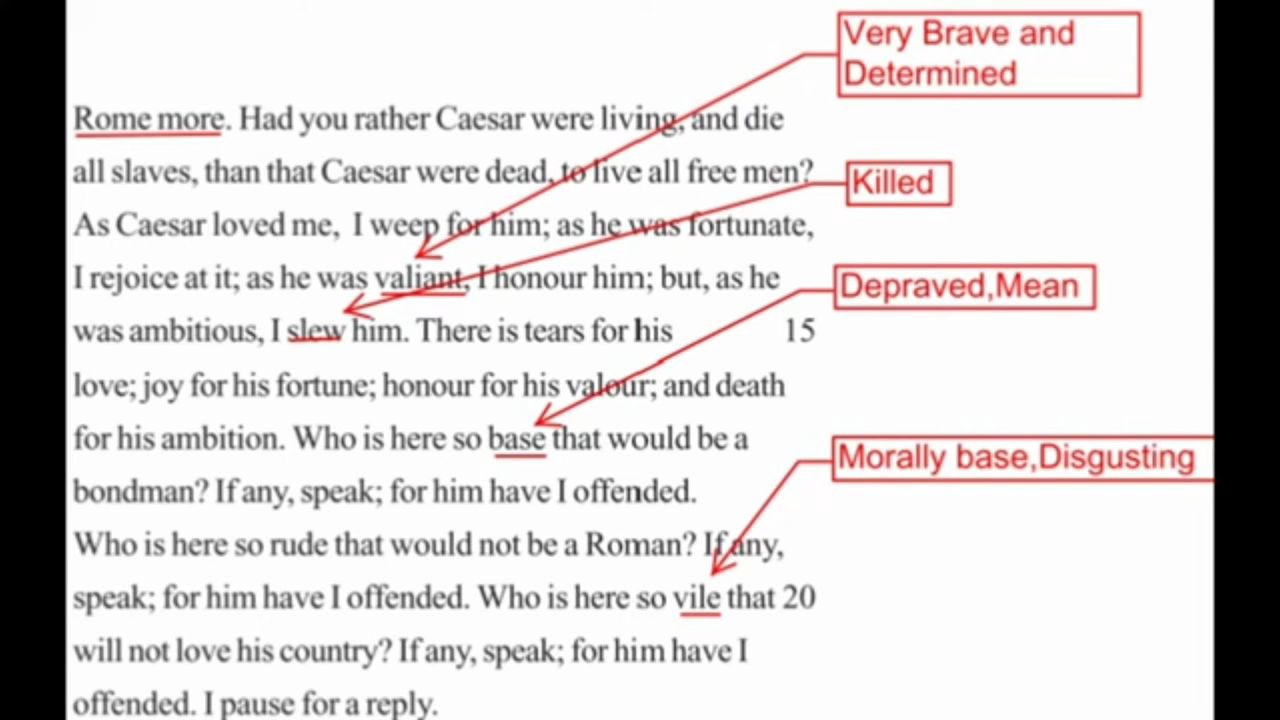 Very Brave and
Determined
Rome more. Had you rather Caesar were living, and die
all slaves, than that Caesar were dead, to live all free men?
Killed
As Caesar loved me, I weep for him; as he was fortunate,
I rejoice at it; as he was valiant, I honour him; but, as he
Depraved,Mean
was ambitious, I slew him. There is tears for his 15
love; joy for his fortune; honour for his valour; and death
for his ambition. Who is here so base that would be a
Morally base,Disgusting
bondman? If any, speak; for him have I offended.
Who is here so rude that would not be a Roman? If any,
speak; for him have I offended. Who is here so vile that 20
will not love his country? If any, speak; for him have I
offended. I pause for a reply.